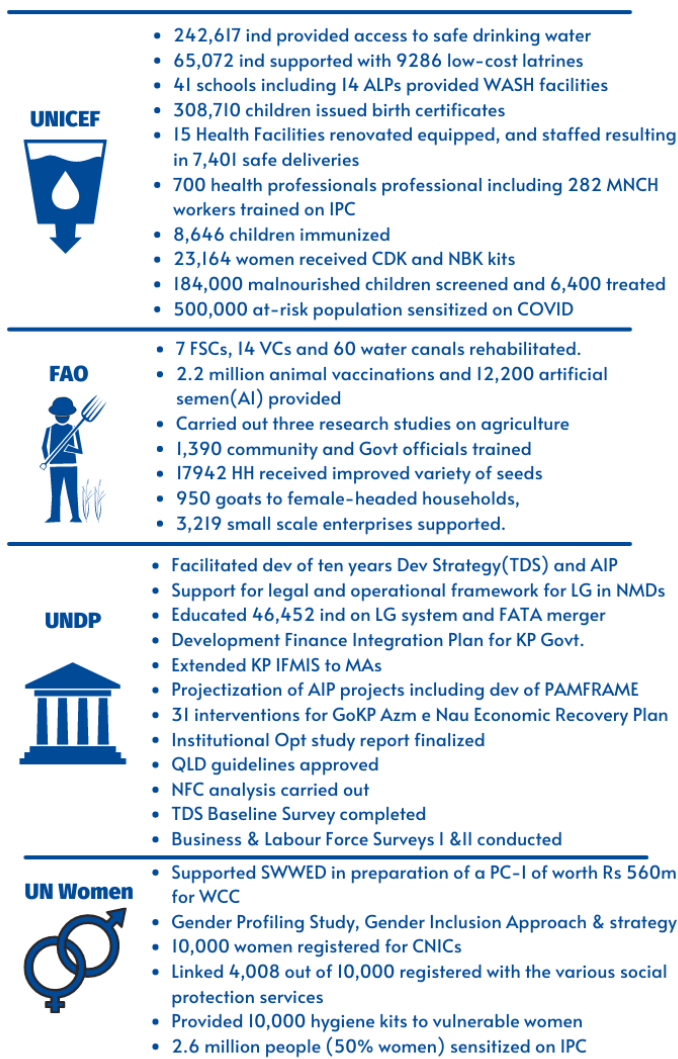 UNICEF
• 242,617 ind provided access to safe drinking water
• 65,072 ind supported with 9286 low-cost latrines
• 41 schools including 14 ALPs provided WASH facilities
• 308,710 children issued birth certificates
• 15 Health Facilities renovated equipped, and staffed resulting
in 7,401 safe deliveries
• 700 health professionals professional including 282 MNCH
workers trained on IPC
• 8,646 children immunized
• 23,164 women received CDK and NBK kits
• 184,000 malnourished children screened and 6,400 treated
• 500,000 at-risk population sensitized on COVID
FAO
• 7 FSCs, 14 VCs and 60 water canals rehabilitated.
• 2.2 million animal vaccinations and 12,200 artificial
semen(AI) provided
• Carried out three research studies on agriculture
• 1,390 community and Govt officials trained
• 17942 HH received improved variety of seeds
• 950 goats to female-headed households,
• 3,219 small scale enterprises supported.
UNDP
• Facilitated dev of ten years Dev Strategy(TDS) and AIP
• Support for legal and operational framework for LG in NMDs
• Educated 46,452 ind on LG system and FATA merger
• Development Finance Integration Plan for KP Govt.
• Extended KP IFMIS to MAs
• Projectization of AIP projects including dev of PAMFRAME
• 31 interventions for GoKP Azm e Nau Economic Recovery Plan
• Institutional Opt study report finalized
• QLD guidelines approved
• NFC analysis carried out
• TDS Baseline Survey completed
• Business & Labour Force Surveys I &II conducted
UN Women
• Supported SWWED in preparation of a PC-I of worth Rs 560m
for WCC
• Gender Profiling Study, Gender Inclusion Approach & strategy
• 10,000 women registered for CNICs
• Linked 4,008 out of 10,000 registered with the various social
protection services
• Provided 10,000 hygiene kits to vulnerable women
• 2.6 million people (50% women) sensitized on IPC